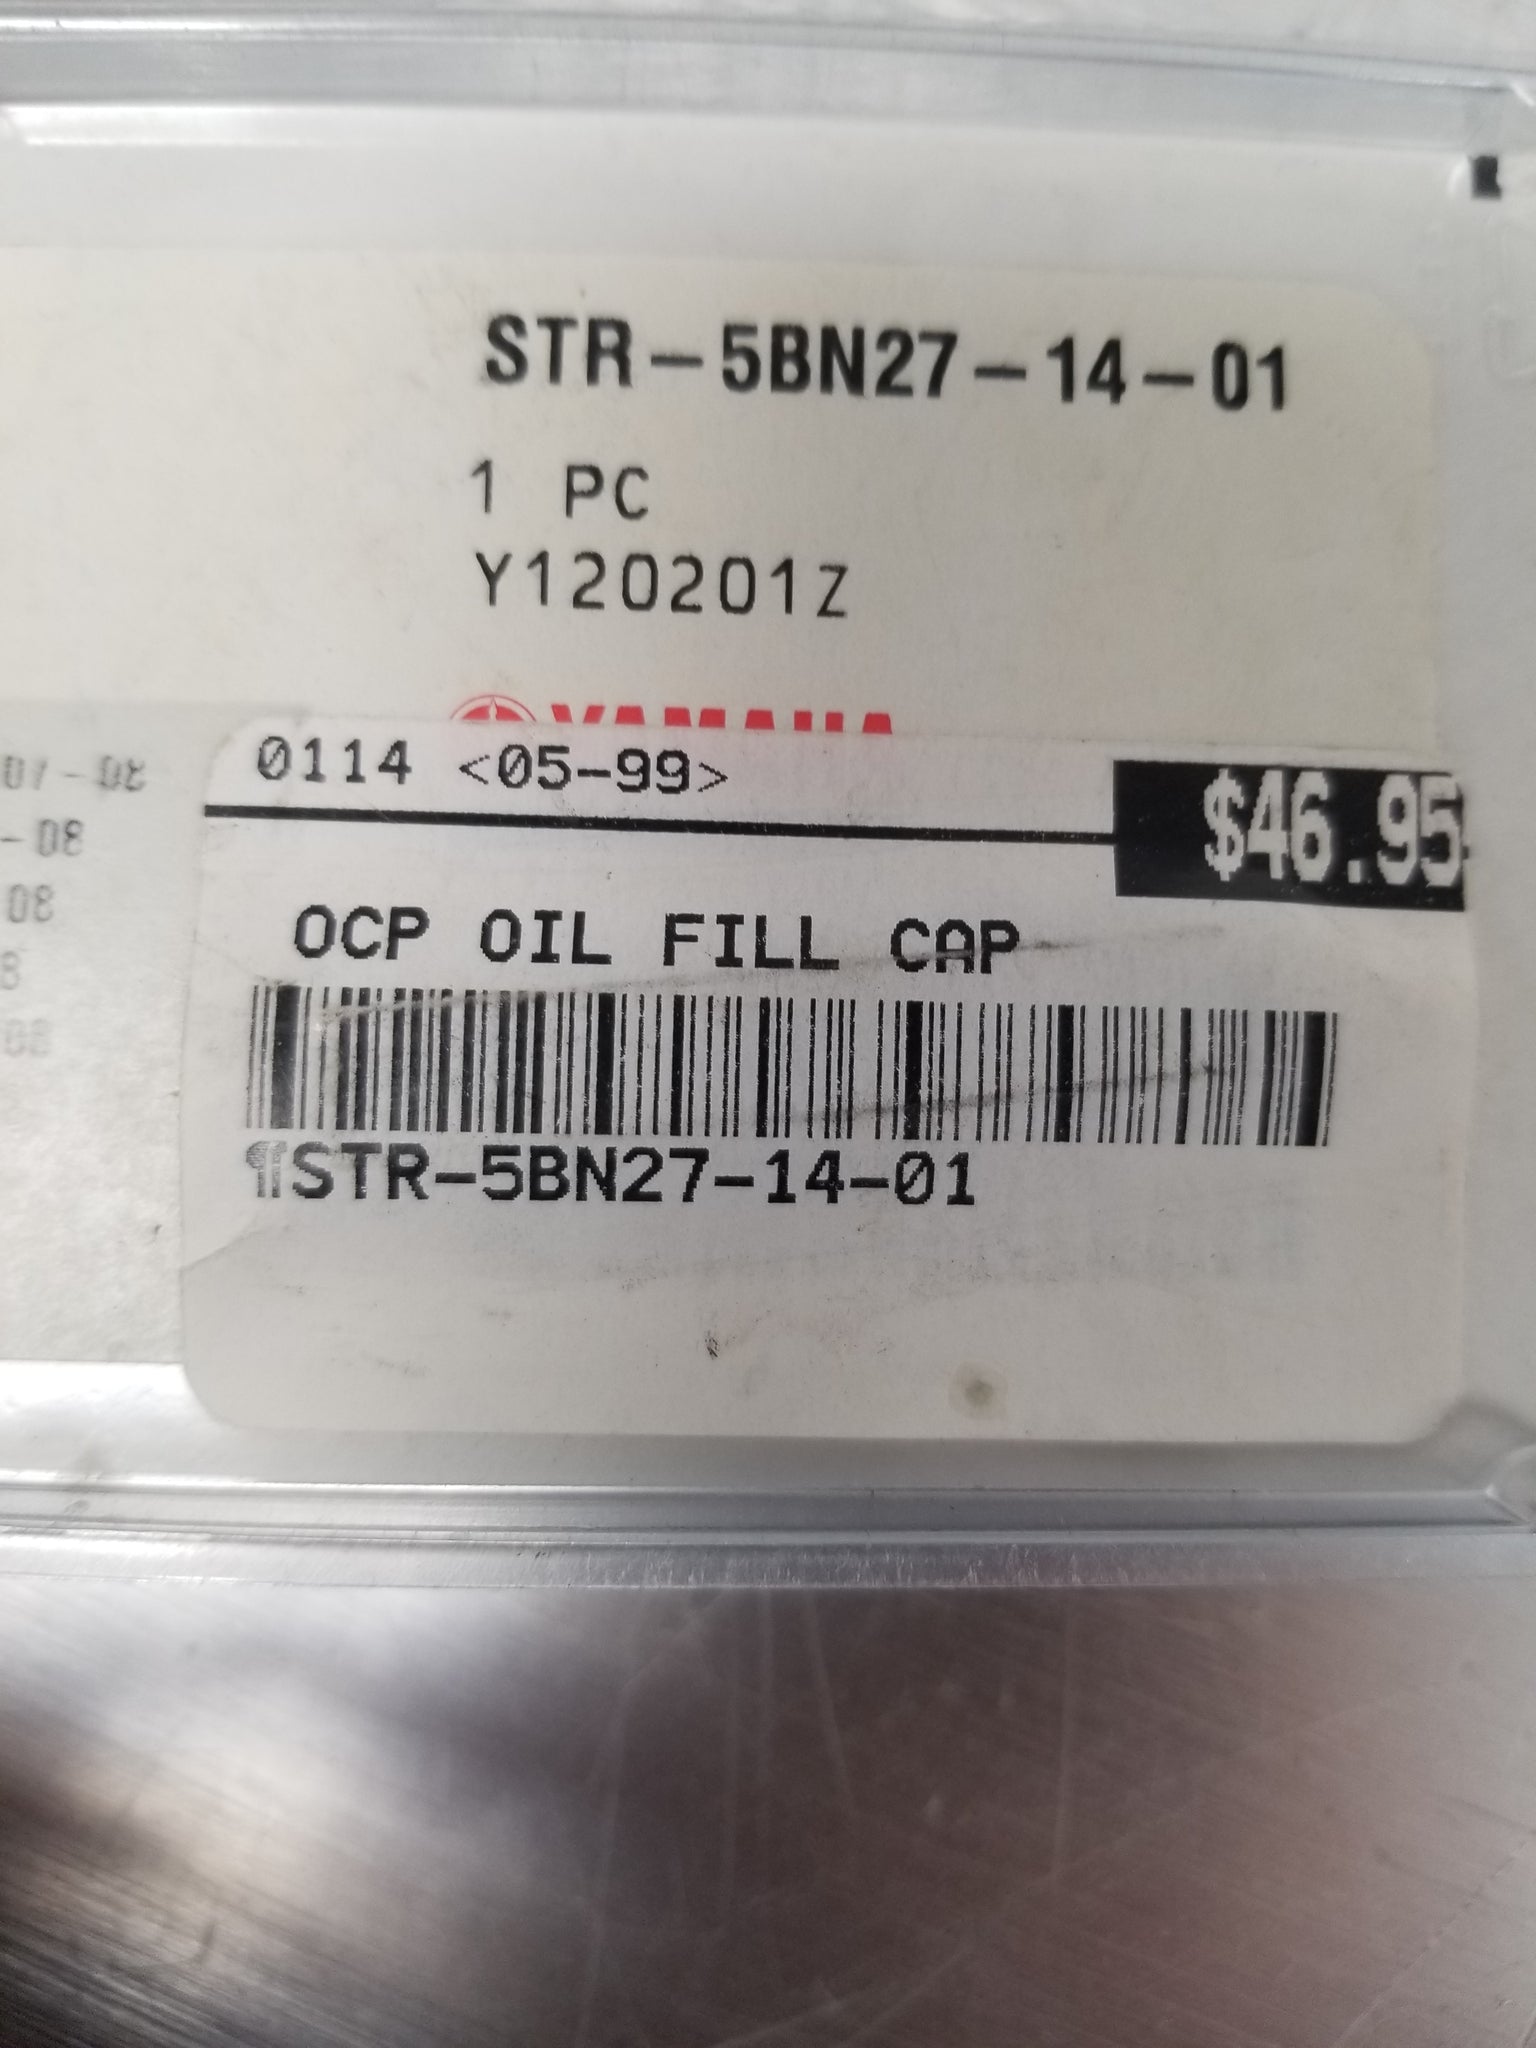 STR-5BN27-14-01
1 PC
Y120201Z
YAMAHA
0114 <05-99>
$46.95
OCP OIL FILL CAP
¶STR-5BN27-14-01